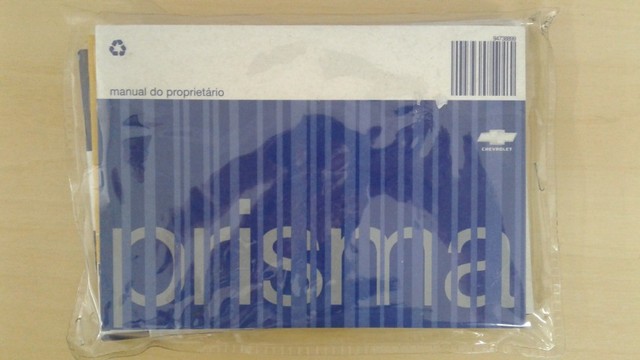 manual do proprietário
CHEVROLET
prisma